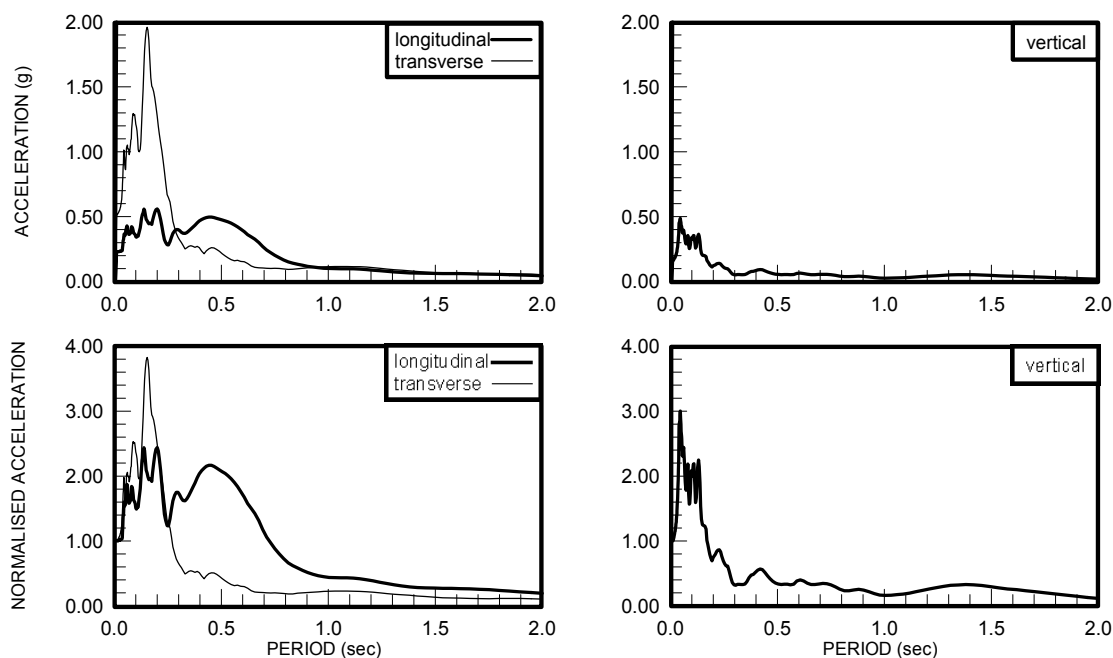 ACCELERATION (g)
2.00
1.50
1.00
0.50
0.00
longitudinal
transverse
0.0 0.5 1.0 1.5 2.0
2.00
1.50
1.00
0.50
0.00
vertical
0.0 0.5 1.0 1.5 2.0
NORMALISED ACCELERATION
4.00
3.00
2.00
1.00
0.00
longitudinal
transverse
0.0 0.5 1.0 1.5 2.0
PERIOD (sec)
4.00
3.00
2.00
1.00
0.00
vertical
0.0 0.5 1.0 1.5 2.0
PERIOD (sec)